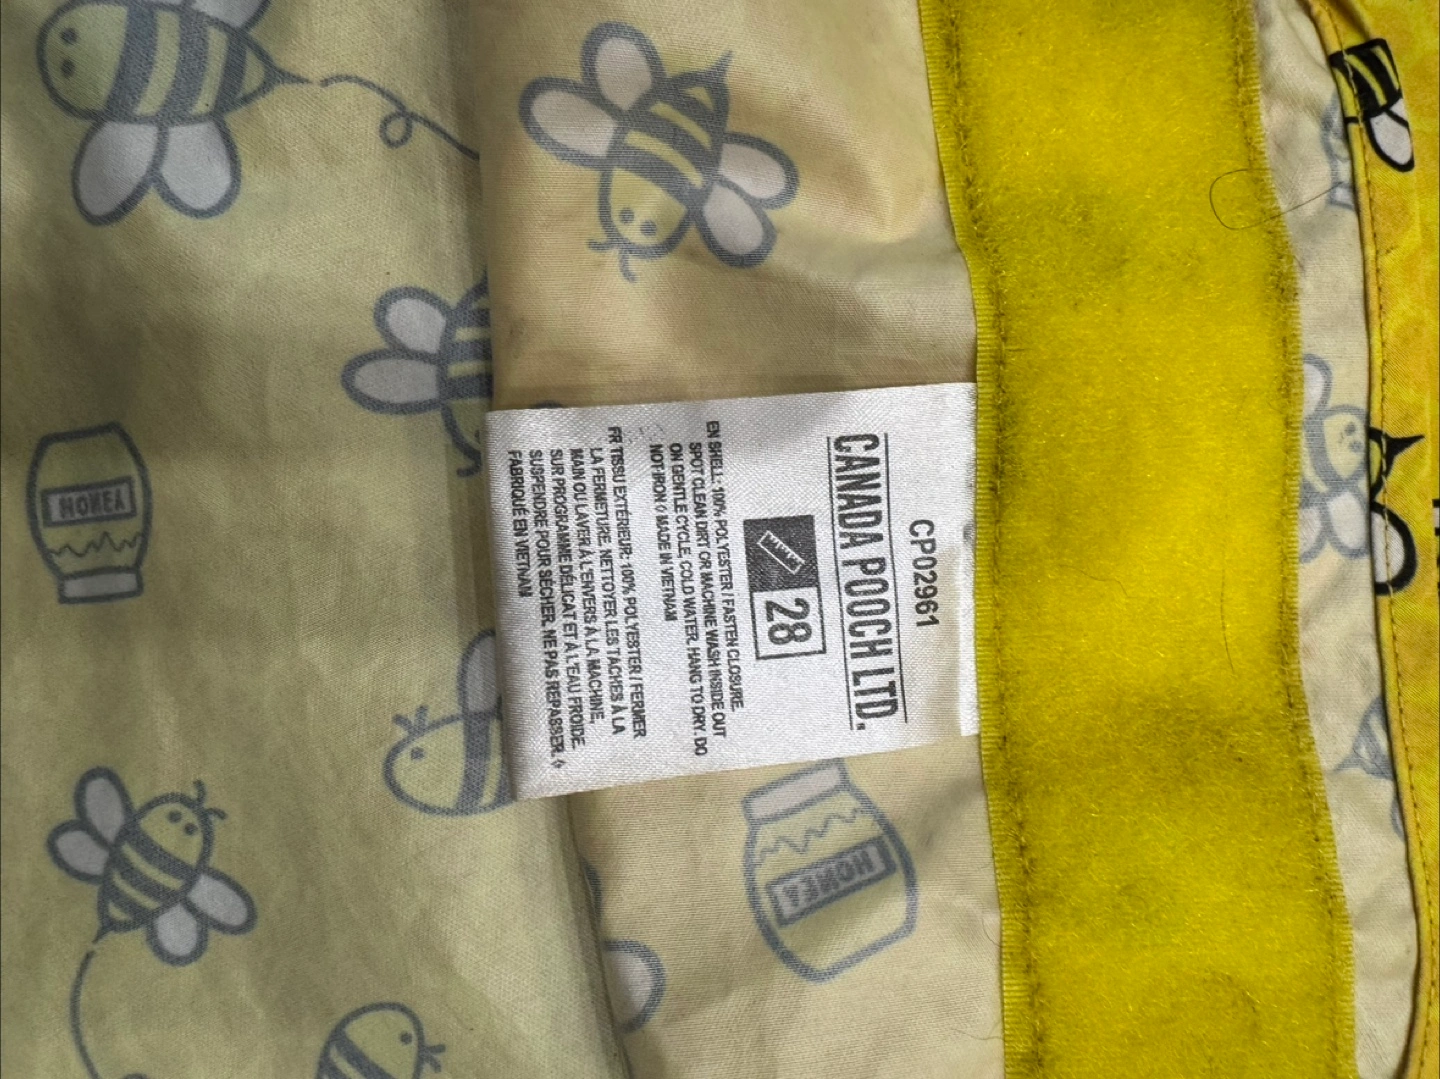 CP02961
CANADA POOCH LTD.
28
EN SHELL: 100% POLYESTER / FASTEN CLOSURE.
SPOT CLEAN DIRT OR MACHINE WASH INSIDE OUT
ON GENTLE CYCLE, COLD WATER. HANG TO DRY. DO
NOT IRON ◊ MADE IN VIETNAM
FR TISSU EXTÉRIEUR: 100% POLYESTER / FERMER
LA FERMETURE. NETTOYER LES TACHES À LA
MAIN OU LAVER À L'ENVERS À LA MACHINE,
SUR PROGRAMME DÉLICAT ET À L'EAU FROIDE.
SUSPENDRE POUR SÉCHER. NE PAS REPASSER. ◊
FABRIQUÉ EN VIETNAM
HONEY
HONEY